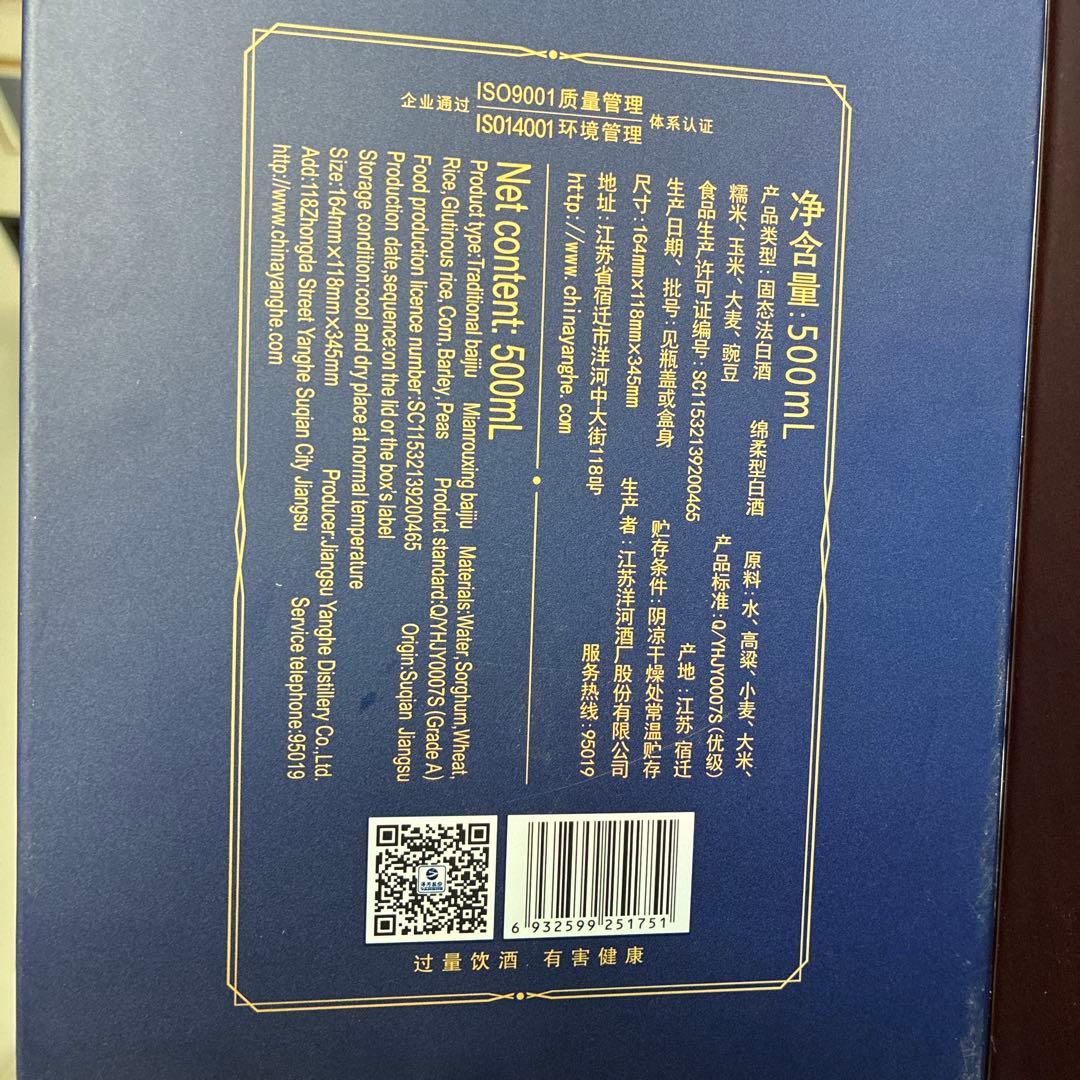 企业通过 ISO9001质量管理 体系认证
ISO14001环境管理
净含量:500mL
产品类型:固态法白酒 绵柔型白酒 原料:水、高粱、小麦、大米、
糯米、玉米、大麦、豌豆 产品标准:Q/YHJY0007S(优级)
食品生产许可证编号:SC11532139200465 产地:江苏 宿迁
生产日期、批号:见瓶盖或盒身 贮存条件:阴凉干燥处常温贮存
尺寸:164mm×118mm×345mm 生产者:江苏洋河酒厂股份有限公司
地址:江苏省宿迁市洋河中大街118号 服务热线:95019
http://www.chinayanghe.com
Net content: 500mL
Product type:Traditional baijiu Mianrouxing baijiu Materials:Water,Sorghum,Wheat,
Rice,Glutinous rice,Corn,Barley,Peas Product standard:Q/YHJY0007S (Grade A)
Food production licence number:SC11532139200465 Origin:Suqian Jiangsu
Production date,sequence:on the lid or the box's label
Storage condition:cool and dry place at normal temperature
Size:164mm×118mm×345mm Producer:Jiangsu Yanghe Distillery Co.,Ltd.
Add:118Zhongda Street Yanghe Suqian City Jiangsu Service telephone:95019
http://www.chinayanghe.com
洋河股份
6 932599 251751
过量饮酒 有害健康